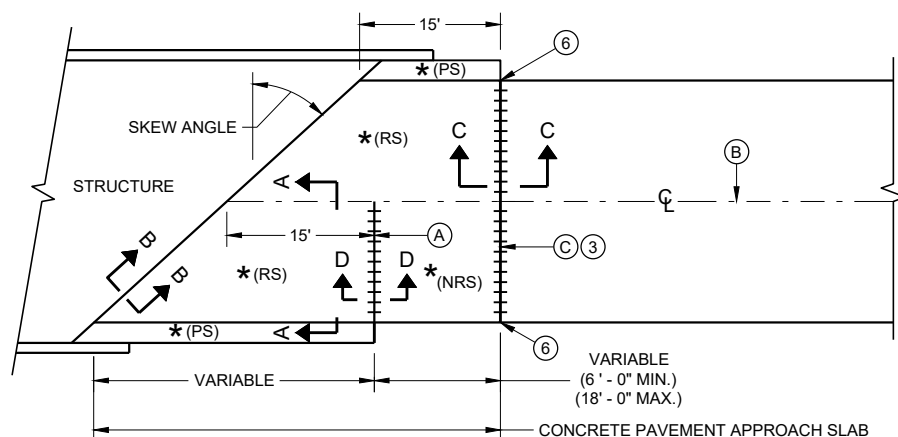 15'
6
*(PS)
SKEW ANGLE
*(RS)
C
C
B
STRUCTURE
A
℄
15'
A
B
B
D
D
C
3
*(RS)
*(NRS)
*(PS)
A
6
VARIABLE
VARIABLE
(6 ' - 0" MIN.)
(18' - 0" MAX.)
CONCRETE PAVEMENT APPROACH SLAB